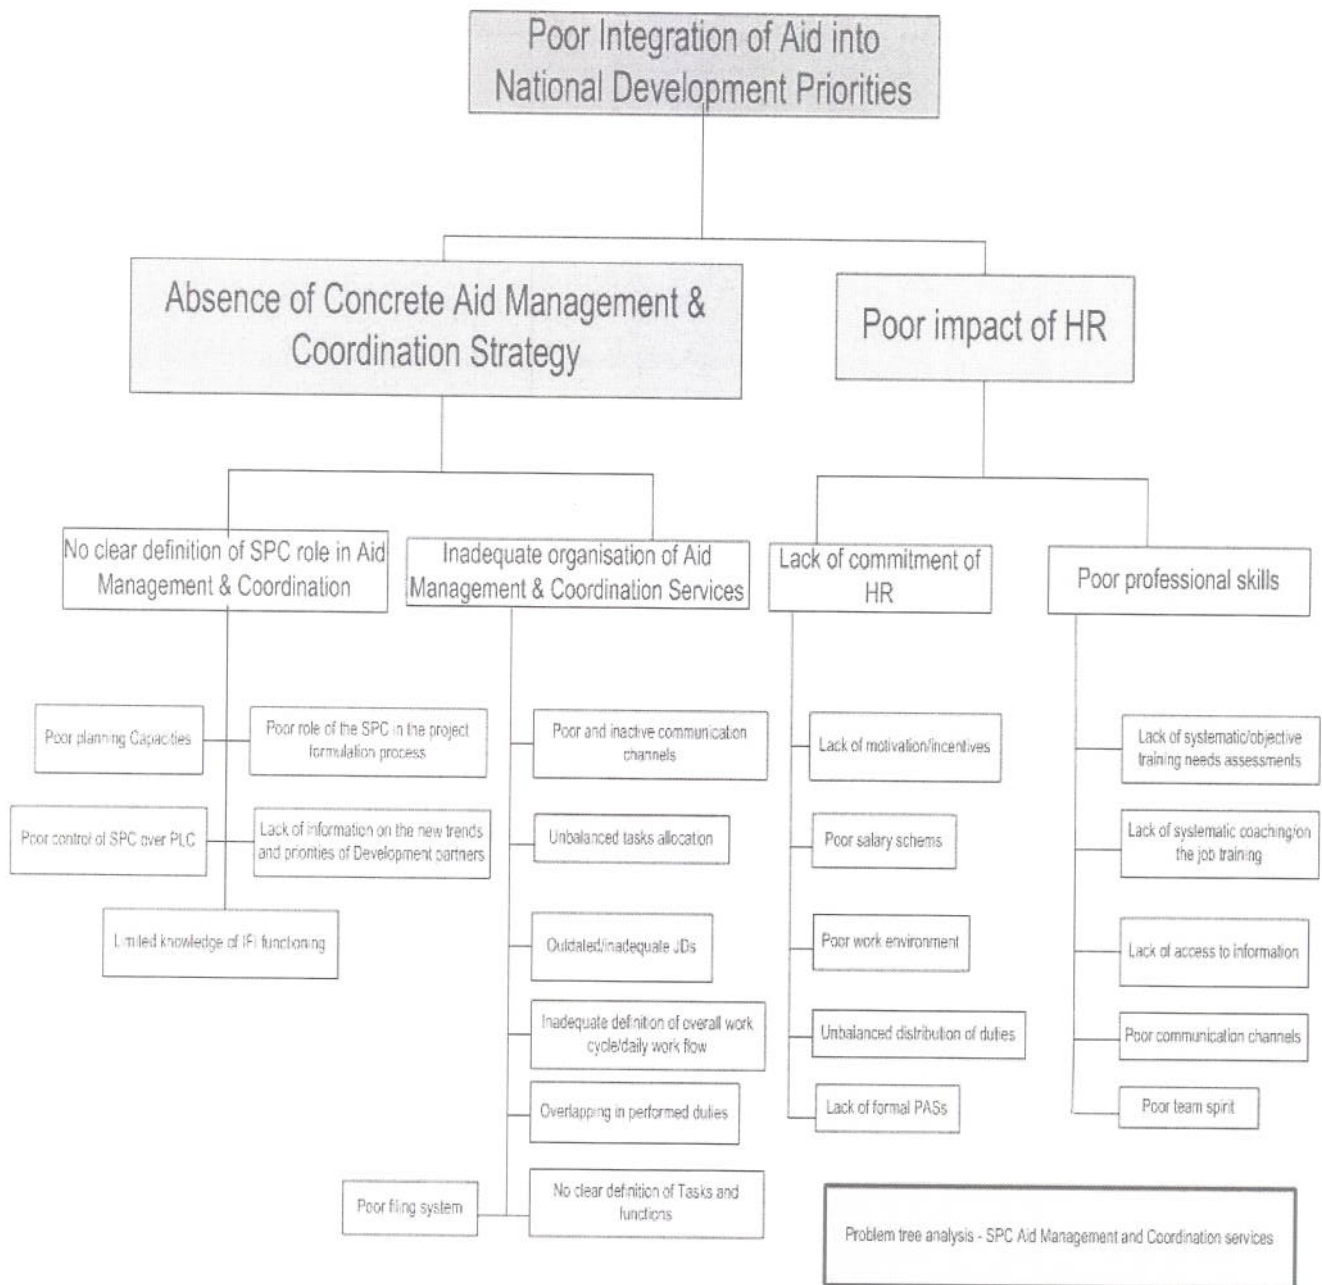 Poor Integration of Aid into
National Development Priorities
Absence of Concrete Aid Management &
Coordination Strategy
Poor impact of HR
No clear definition of SPC role in Aid
Management & Coordination
Inadequate organisation of Aid
Management & Coordination Services
Lack of commitment of
HR
Poor professional skills
Poor planning Capacities
Poor role of the SPC in the project
formulation process
Poor control of SPC over PLC
Lack of information on the new trends
and priorities of Development partners
Limited knowledge of IFI functioning
Poor and inactive communication
channels
Unbalanced tasks allocation
Outdated/inadequate JDs
Inadequate definition of overall work
cycle/daily work flow
Overlapping in performed duties
Poor filing system
No clear definition of Tasks and
functions
Lack of motivation/incentives
Poor salary schems
Poor work environment
Unbalanced distribution of duties
Lack of formal PASs
Lack of systematic/objective
training needs assessments
Lack of systematic coaching/on
the job training
Lack of access to information
Poor communication channels
Poor team spirit
Problem tree analysis - SPC Aid Management and Coordination services